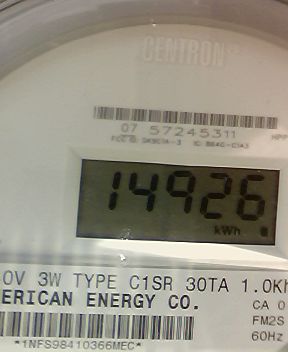 CENTRON®
07 57245311
14926
kWh
0V 3W TYPE C1SR 30TA 1.0Kh
ERICAN ENERGY CO.
CA 0
FM2S
60Hz
*1NFS98410366MEC*